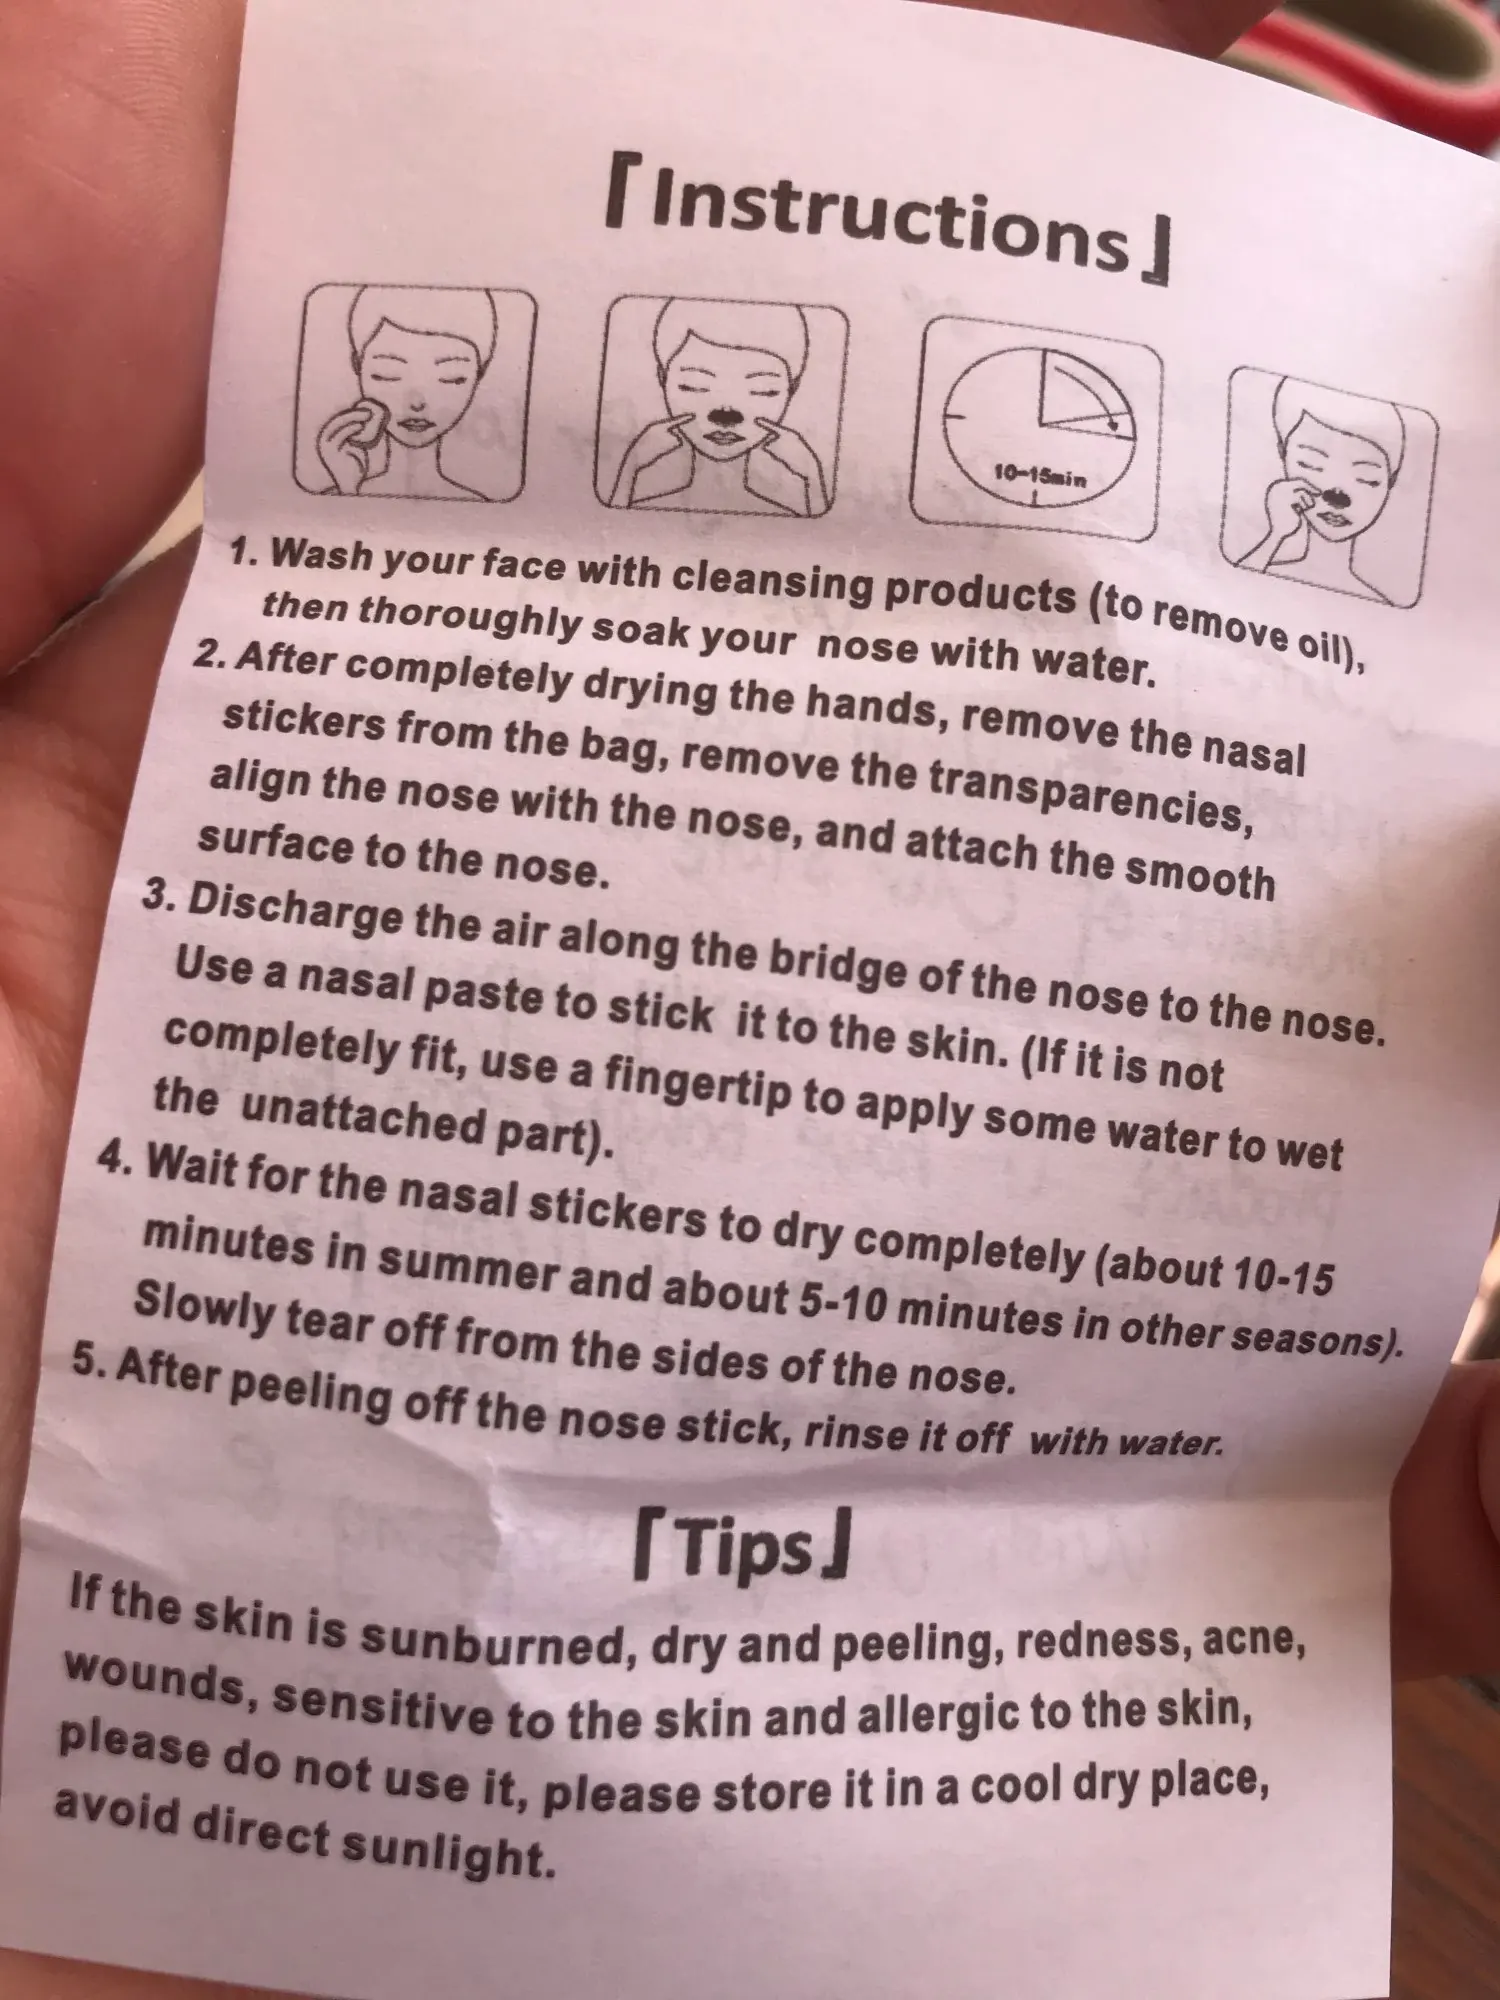 「Instructions」
10-15min
1. Wash your face with cleansing products (to remove oil),
then thoroughly soak your nose with water.
2. After completely drying the hands, remove the nasal
stickers from the bag, remove the transparencies,
align the nose with the nose, and attach the smooth
surface to the nose.
3. Discharge the air along the bridge of the nose to the nose.
Use a nasal paste to stick it to the skin. (If it is not
completely fit, use a fingertip to apply some water to wet
the unattached part).
4. Wait for the nasal stickers to dry completely (about 10-15
minutes in summer and about 5-10 minutes in other seasons).
Slowly tear off from the sides of the nose.
5. After peeling off the nose stick, rinse it off with water.
「Tips」
If the skin is sunburned, dry and peeling, redness, acne,
wounds, sensitive to the skin and allergic to the skin,
please do not use it, please store it in a cool dry place,
avoid direct sunlight.